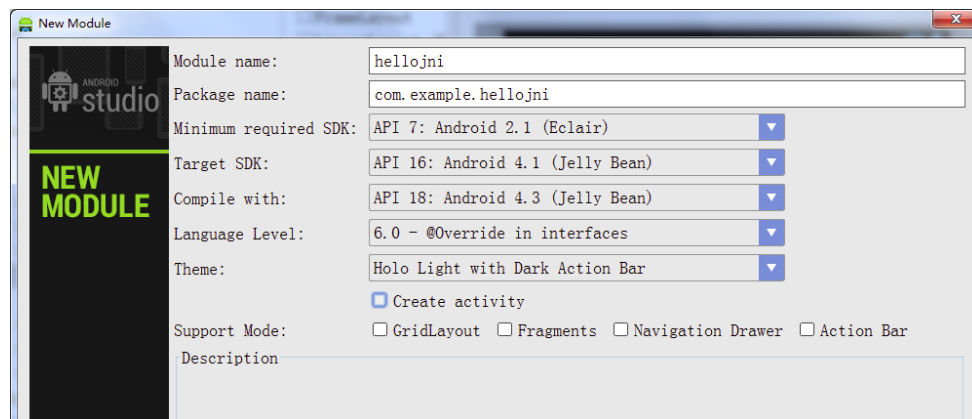 New Module
ANDROID
studio
NEW
MODULE
Module name: hellojni
Package name: com.example.hellojni
Minimum required SDK: API 7: Android 2.1 (Eclair)
Target SDK: API 16: Android 4.1 (Jelly Bean)
Compile with: API 18: Android 4.3 (Jelly Bean)
Language Level: 6.0 - @Override in interfaces
Theme: Holo Light with Dark Action Bar
Create activity
Support Mode: GridLayout Fragments Navigation Drawer Action Bar
Description